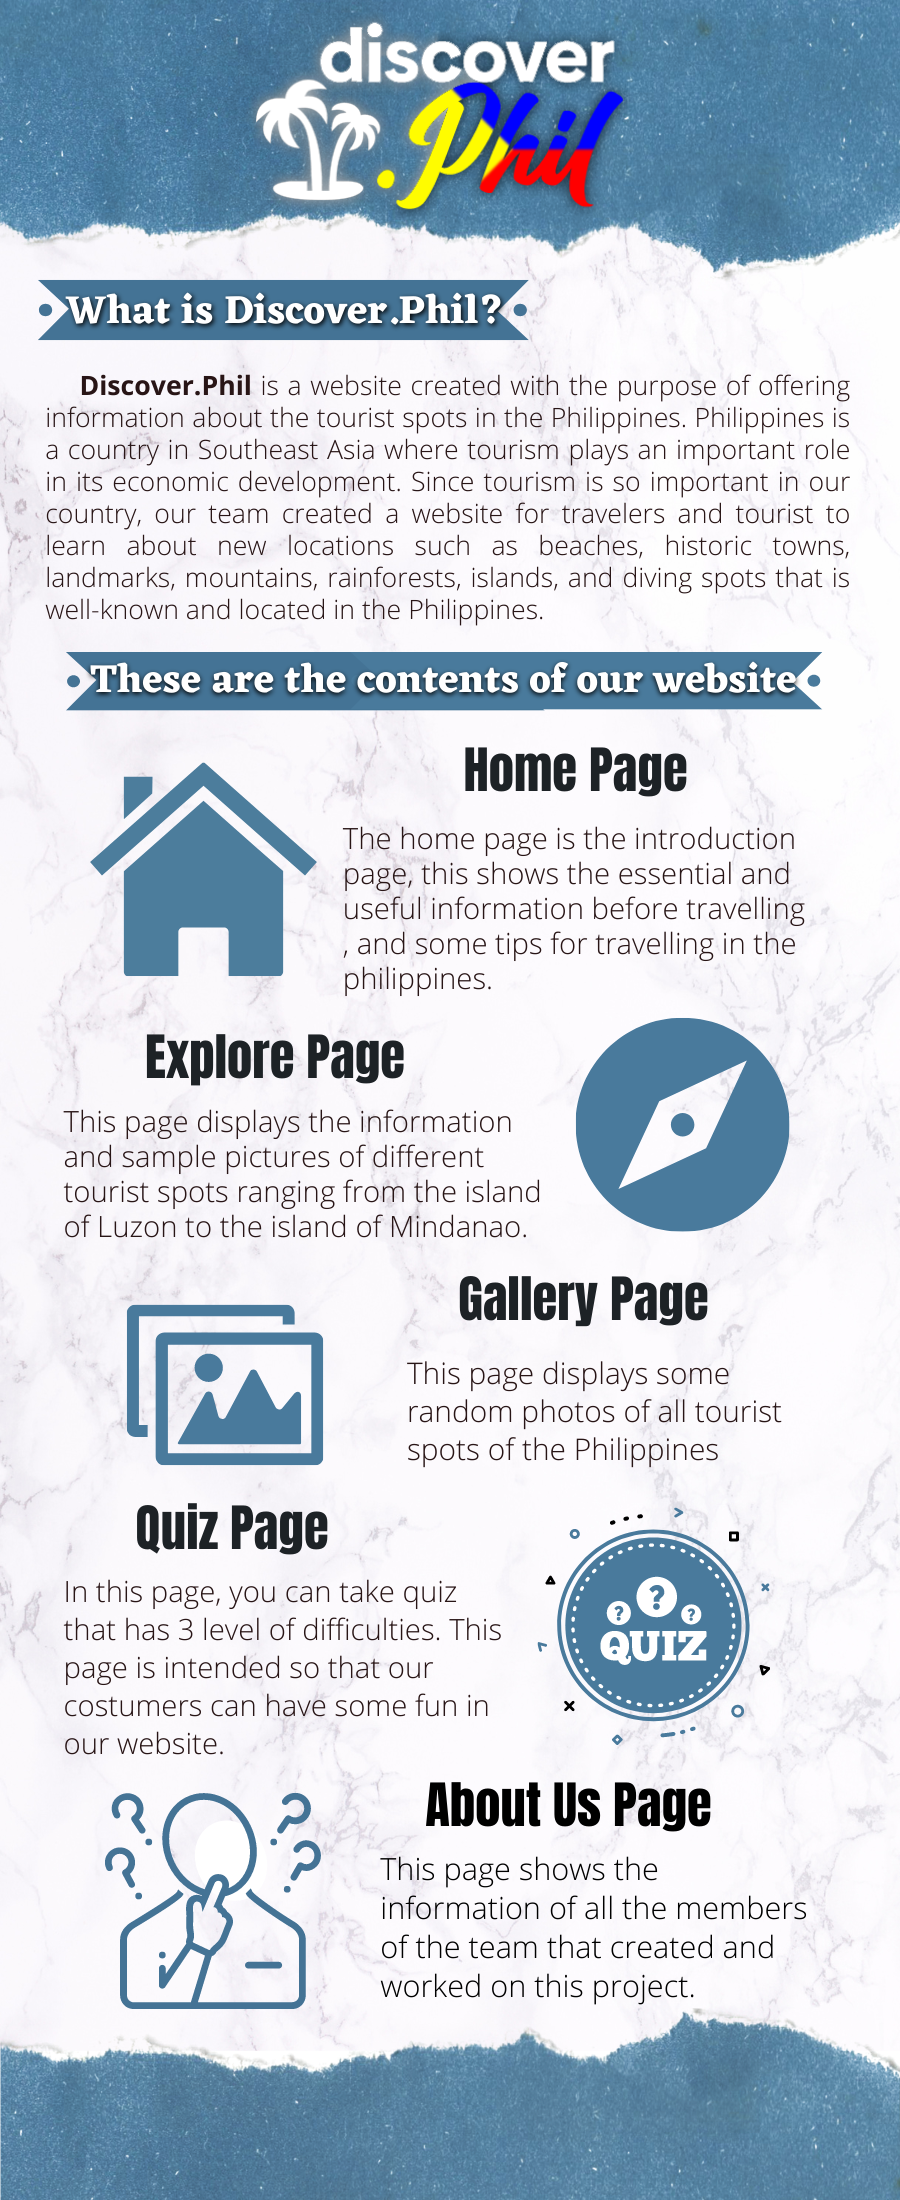 discover
.Phil
What is Discover.Phil?
Discover.Phil is a website created with the purpose of offering
information about the tourist spots in the Philippines. Philippines is
a country in Southeast Asia where tourism plays an important role
in its economic development. Since tourism is so important in our
country, our team created a website for travelers and tourist to
learn about new locations such as beaches, historic towns,
landmarks, mountains, rainforests, islands, and diving spots that is
well-known and located in the Philippines.
These are the contents of our website
Home Page
The home page is the introduction
page, this shows the essential and
useful information before travelling
, and some tips for travelling in the
philippines.
Explore Page
This page displays the information
and sample pictures of different
tourist spots ranging from the island
of Luzon to the island of Mindanao.
Gallery Page
This page displays some
random photos of all tourist
spots of the Philippines
Quiz Page
In this page, you can take quiz
that has 3 level of difficulties. This
page is intended so that our
costumers can have some fun in
our website.
? ? ?
QUIZ
About Us Page
This page shows the
information of all the members
of the team that created and
worked on this project.